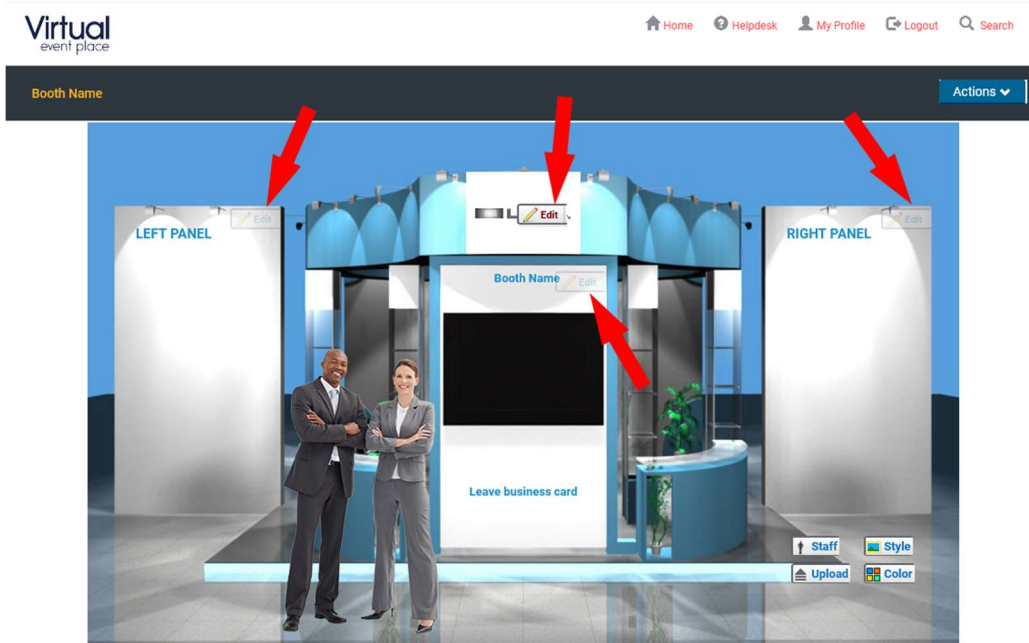 Virtual
event place
Home Helpdesk My Profile Logout Search
Booth Name
Actions
Edit
Edit
Edit
LEFT PANEL
RIGHT PANEL
Booth Name
Edit
Leave business card
Staff
Style
Upload
Color